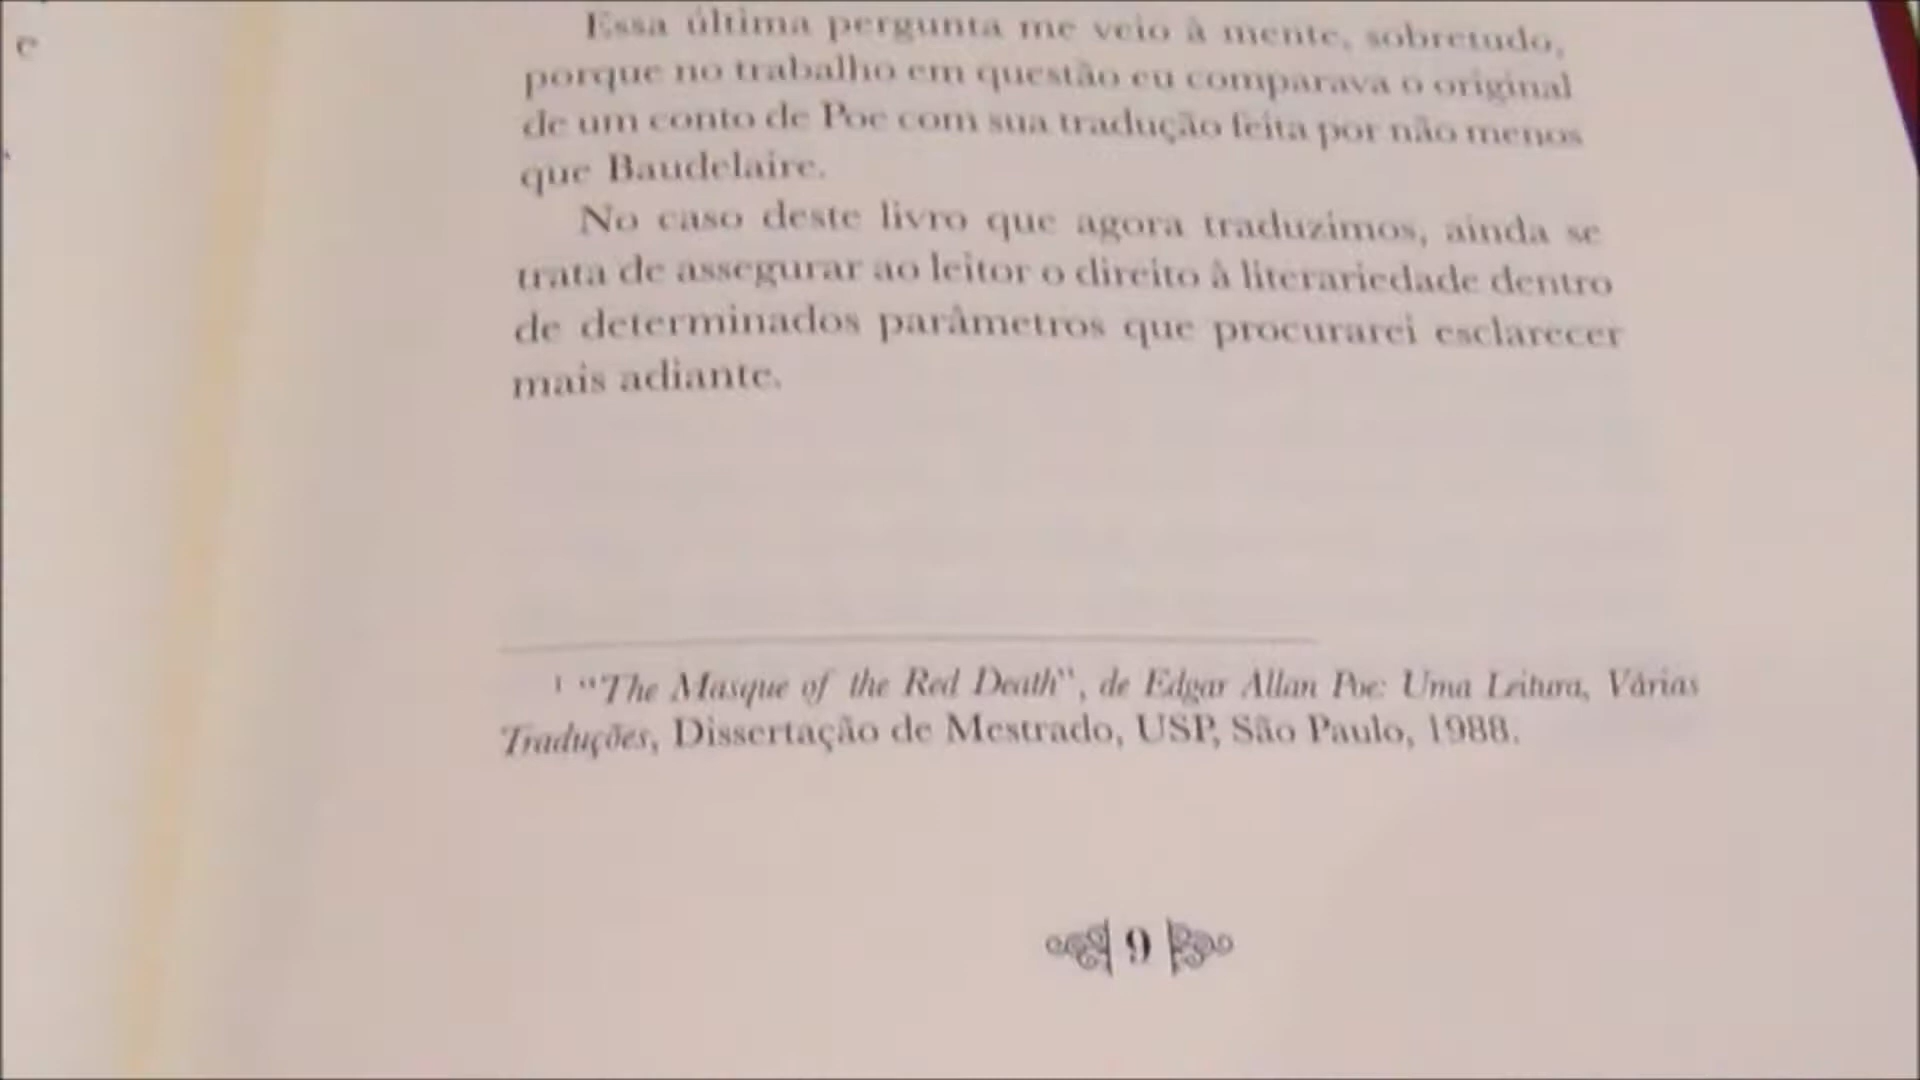 e
Essa última pergunta me veio à mente, sobretudo,
porque no trabalho em questão eu comparava o original
de um conto de Poe com sua tradução feita por não menos
que Baudelaire.
No caso deste livro que agora traduzimos, ainda se
trata de assegurar ao leitor o direito à literariedade dentro
de determinados parâmetros que procurarei esclarecer
mais adiante.
1 "The Masque of the Red Death", de Edgar Allan Poe: Uma Leitura, Várias
Traduções, Dissertação de Mestrado, USP, São Paulo, 1988.
9